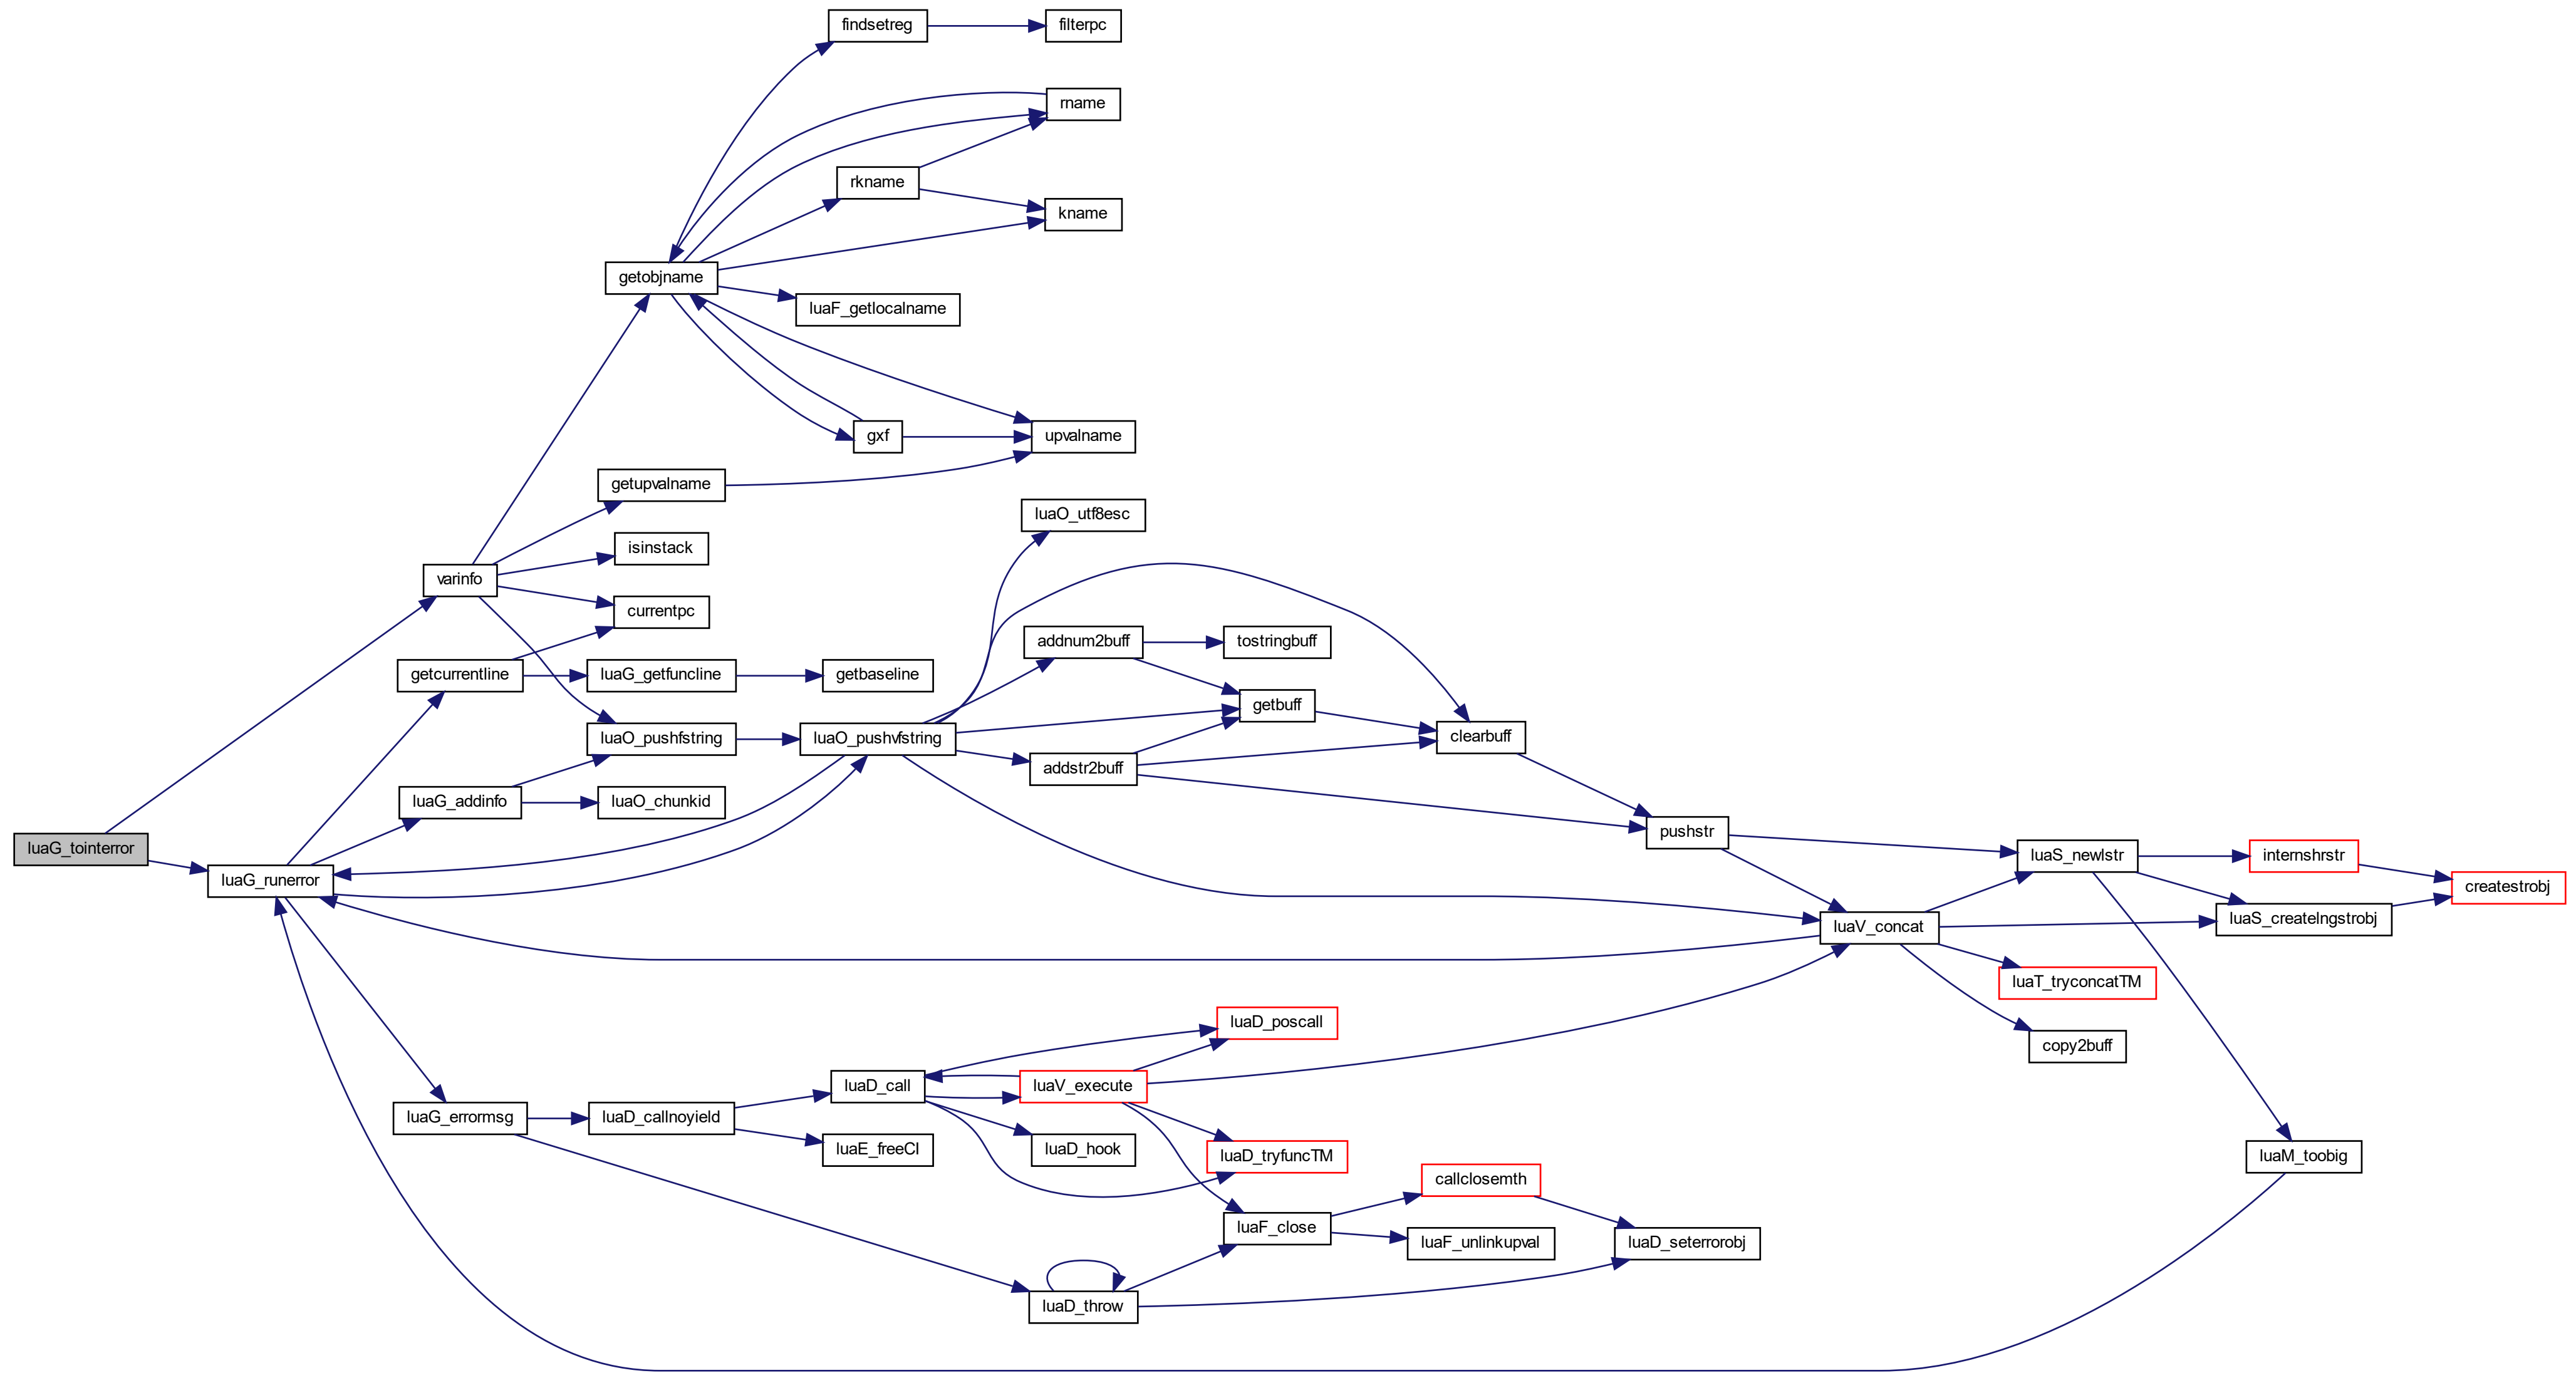 findsetreg
filterpc
rname
rkname
kname
getobjname
luaF_getlocalname
gxf
upvalname
getupvalname
luaO_utf8esc
isinstack
varinfo
currentpc
addnum2buff
tostringbuff
getcurrentline
luaG_getfuncline
getbaseline
getbuff
luaO_pushfstring
luaO_pushvfstring
clearbuff
addstr2buff
luaG_addinfo
luaO_chunkid
pushstr
luaG_tointerror
luaS_newlstr
internshrstr
luaG_runerror
createstrobj
luaS_createlngstrobj
luaV_concat
luaT_tryconcatTM
luaD_poscall
copy2buff
luaD_call
luaV_execute
luaG_errormsg
luaD_callnoyield
luaE_freeCI
luaD_hook
luaD_tryfuncTM
luaM_toobig
callclosemth
luaF_close
luaF_unlinkupval
luaD_seterrorobj
luaD_throw